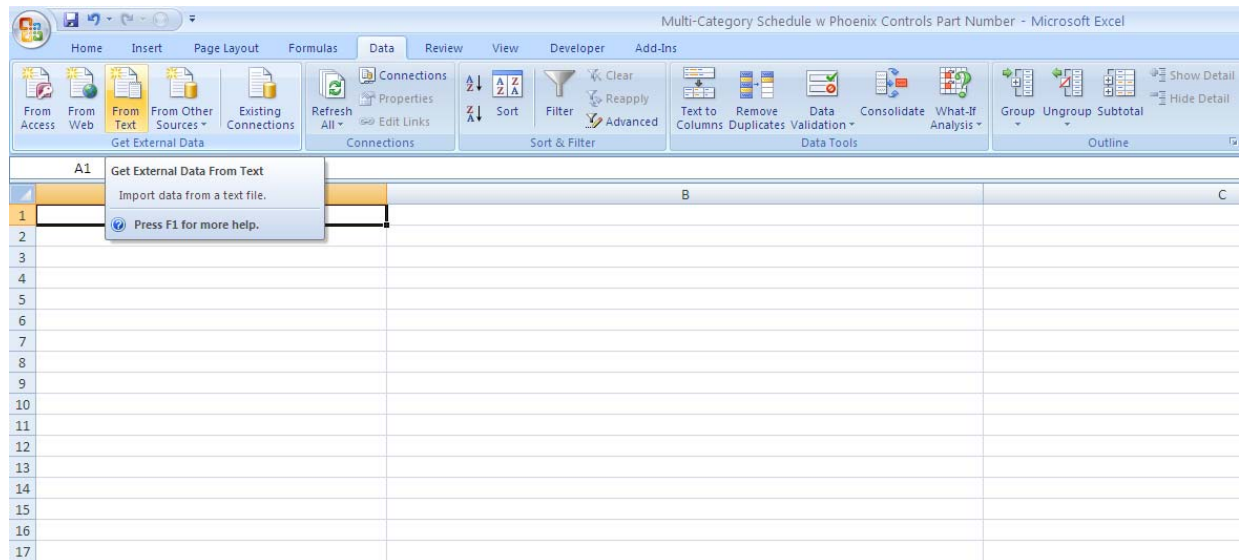 Multi-Category Schedule w Phoenix Controls Part Number - Microsoft Excel
Home Insert Page Layout Formulas Data Review View Developer Add-Ins
From Access
From Web
From Text
From Other Sources
Existing Connections
Get External Data
Refresh All
Connections
Properties
Edit Links
Connections
Sort
Filter
Clear
Reapply
Advanced
Sort & Filter
Text to Columns
Remove Duplicates
Data Validation
Consolidate
What-If Analysis
Data Tools
Group
Ungroup
Subtotal
Show Detail
Hide Detail
Outline
A1
Get External Data From Text
Import data from a text file.
Press F1 for more help.
B C
1
2
3
4
5
6
7
8
9
10
11
12
13
14
15
16
17